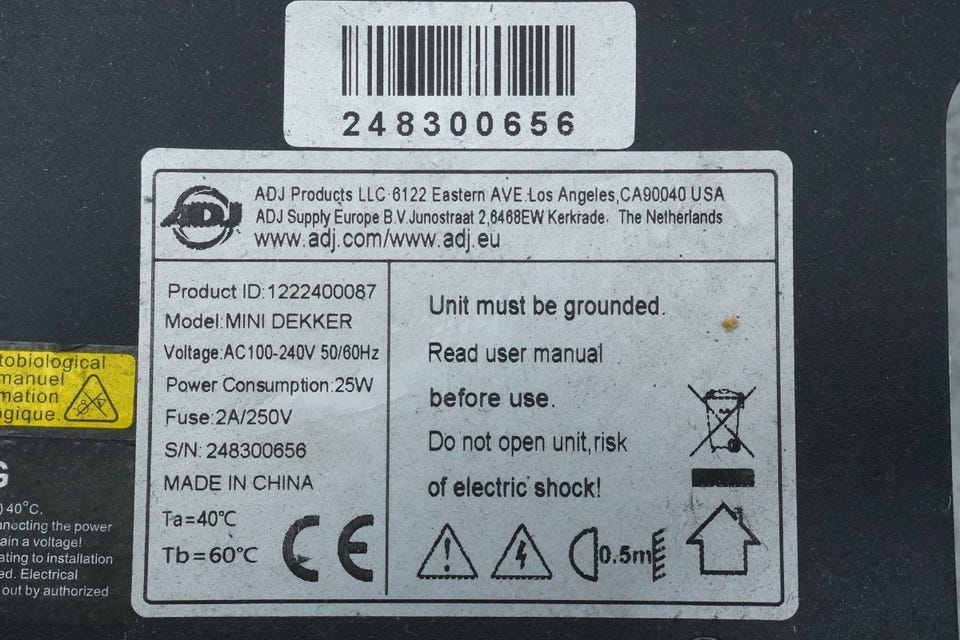 248300656
ADJ
ADJ Products LLC·6122 Eastern AVE.Los Angeles,CA90040 USA
ADJ Supply Europe B.V.Junostraat 2,6468EW Kerkrade. The Netherlands
www.adj.com/www.adj.eu
Product ID:1222400087
Model:MINI DEKKER
Voltage:AC100-240V 50/60Hz
Power Consumption:25W
Fuse:2A/250V
S/N: 248300656
MADE IN CHINA
Ta=40℃
Tb=60℃
CE
Unit must be grounded.
Read user manual
before use.
Do not open unit,risk
of electric shock!
0.5m
tobiological
manuel
mation
ogique.
G
) 40°C.
nnecting the power
ain a voltage!
ating to installation
ed. Electrical
out by authorized